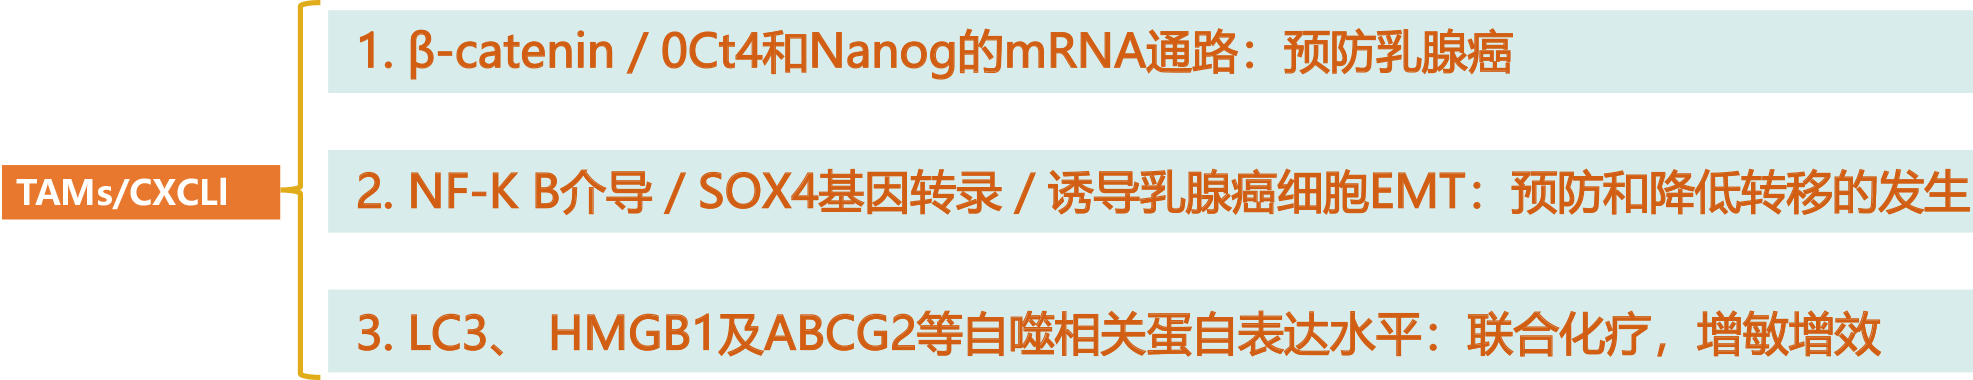 1. β-catenin / 0Ct4和Nanog的mRNA通路：预防乳腺癌
TAMs/CXCLl
2. NF-K B介导 / SOX4基因转录 / 诱导乳腺癌细胞EMT：预防和降低转移的发生
3. LC3、 HMGB1及ABCG2等自噬相关蛋自表达水平：联合化疗，增敏增效